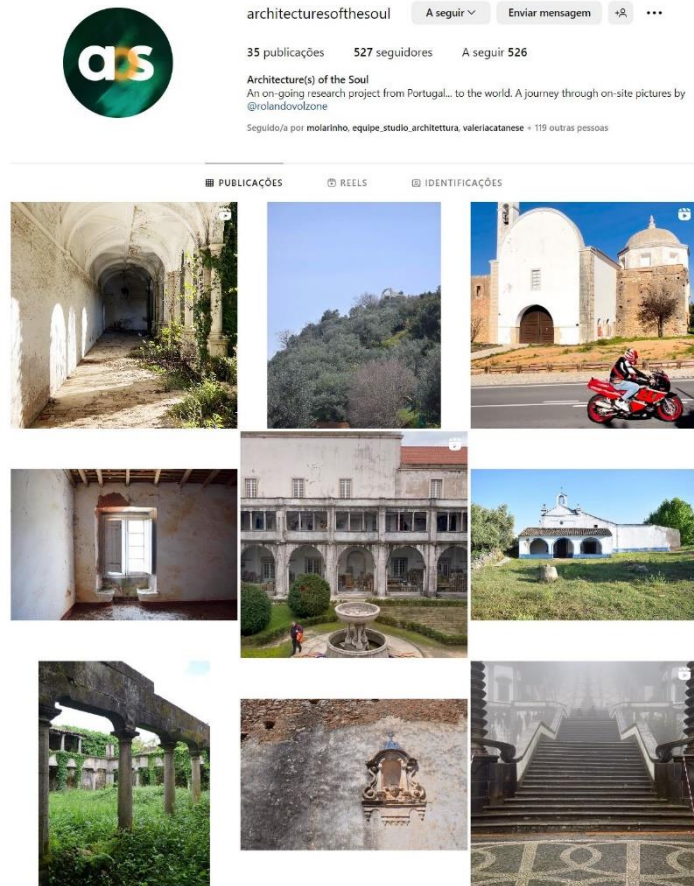 architecturesofthesoul A seguir Enviar mensagem
aos
35 publicações 527 seguidores A seguir 526
Architecture(s) of the Soul
An on-going research project from Portugal... to the world. A journey through on-site pictures by
@rolandovolzone
Seguido/a por molarinho, equipe_studio_architettura, valeriacatanese + 119 outras pessoas
PUBLICAÇÕES REELS IDENTIFICAÇÕES